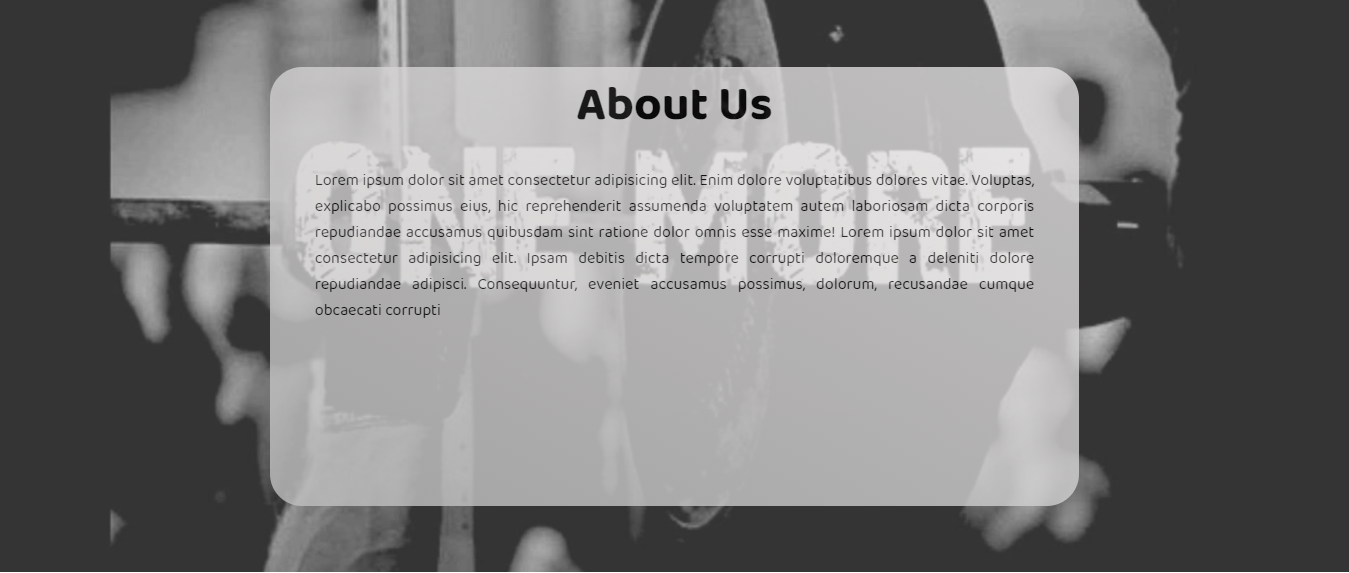 About Us
ONE MORE
Lorem ipsum dolor sit amet consectetur adipisicing elit. Enim dolore voluptatibus dolores vitae. Voluptas,
explicabo possimus eius, hic reprehenderit assumenda voluptatem autem laboriosam dicta corporis
repudiandae accusamus quibusdam sint ratione dolor omnis esse maxime! Lorem ipsum dolor sit amet
consectetur adipisicing elit. Ipsam debitis dicta tempore corrupti doloremque a deleniti dolore
repudiandae adipisci. Consequuntur, eveniet accusamus possimus, dolorum, recusandae cumque
obcaecati corrupti